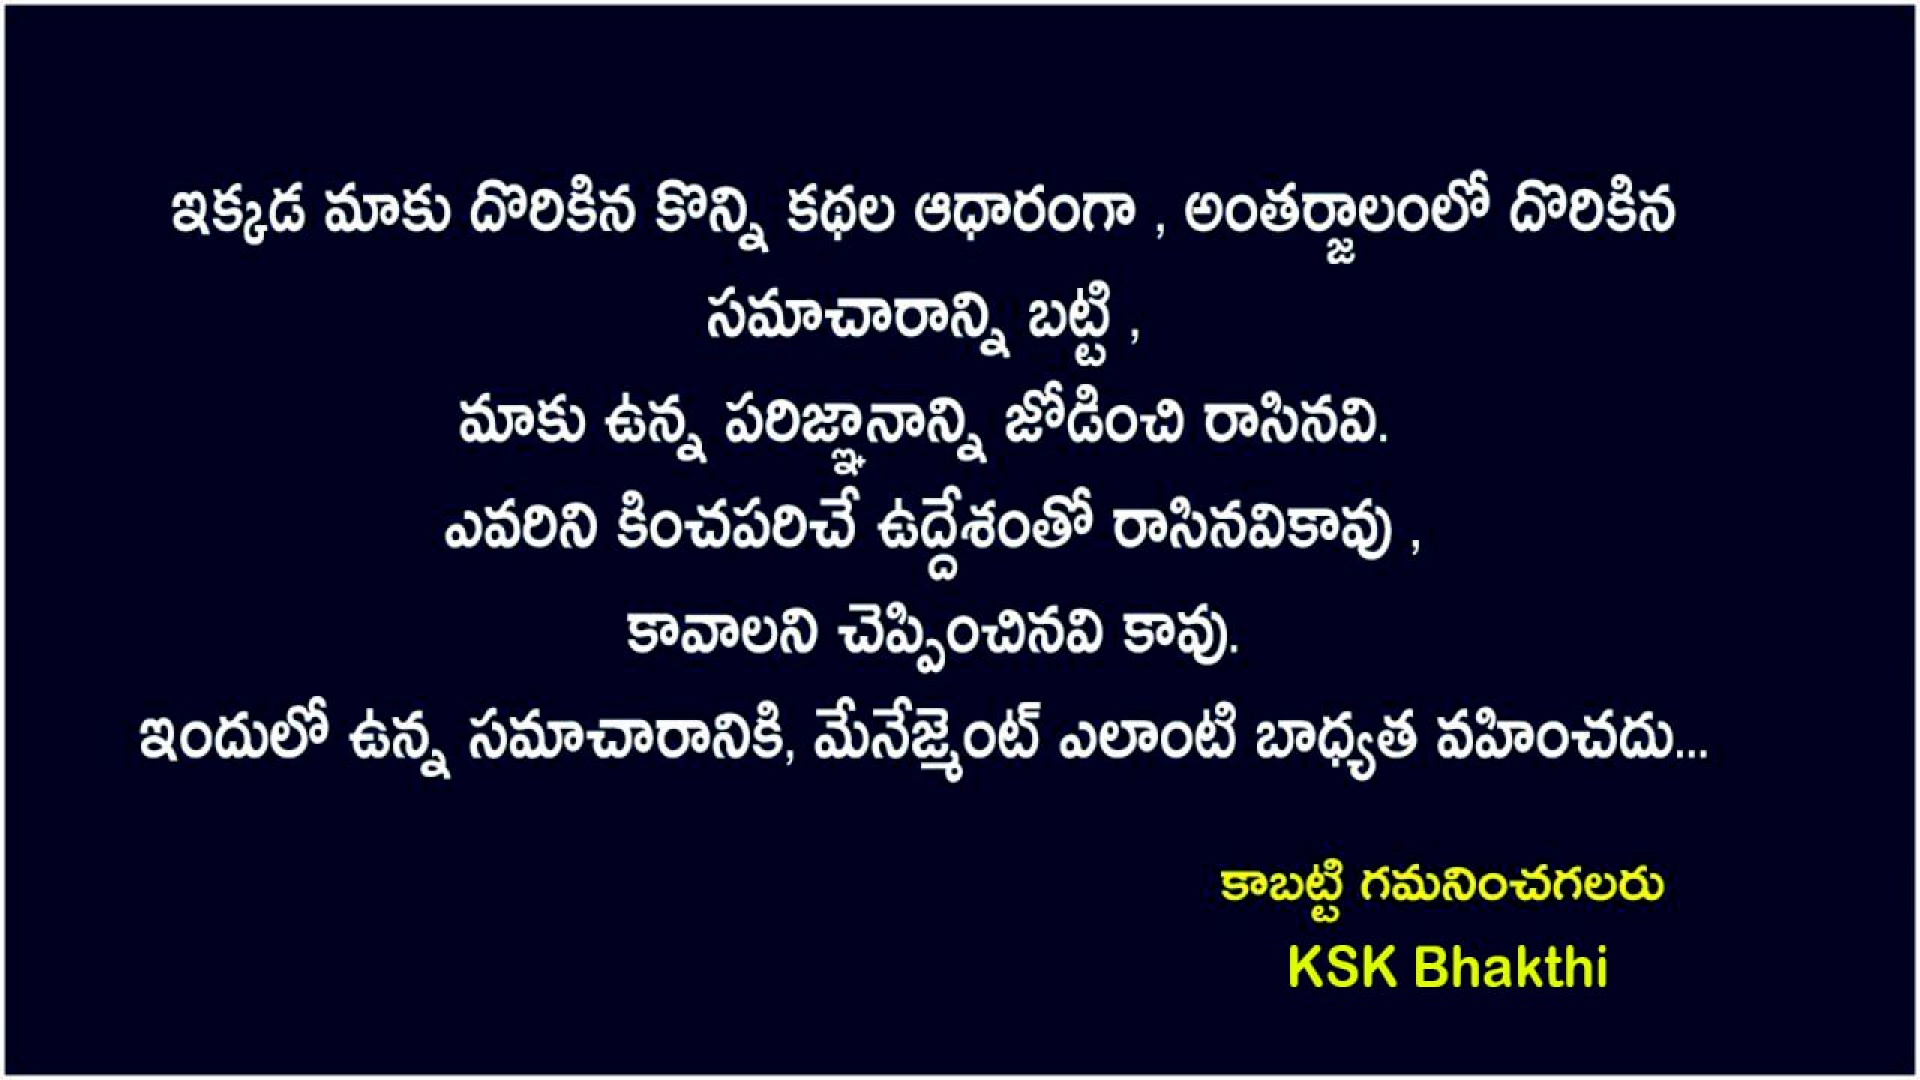 ఇక్కడ మాకు దొరికిన కొన్ని కథల ఆధారంగా , అంతర్జాలంలో దొరికిన
సమాచారాన్ని బట్టి ,
మాకు ఉన్న పరిజ్ఞానాన్ని జోడించి రాసినవి.
ఎవరిని కించపరిచే ఉద్దేశంతో రాసినవికావు ,
కావాలని చెప్పించినవి కావు.
ఇందులో ఉన్న సమాచారానికి, మేనేజ్మెంట్ ఎలాంటి బాధ్యత వహించదు...
కాబట్టి గమనించగలరు
KSK Bhakthi